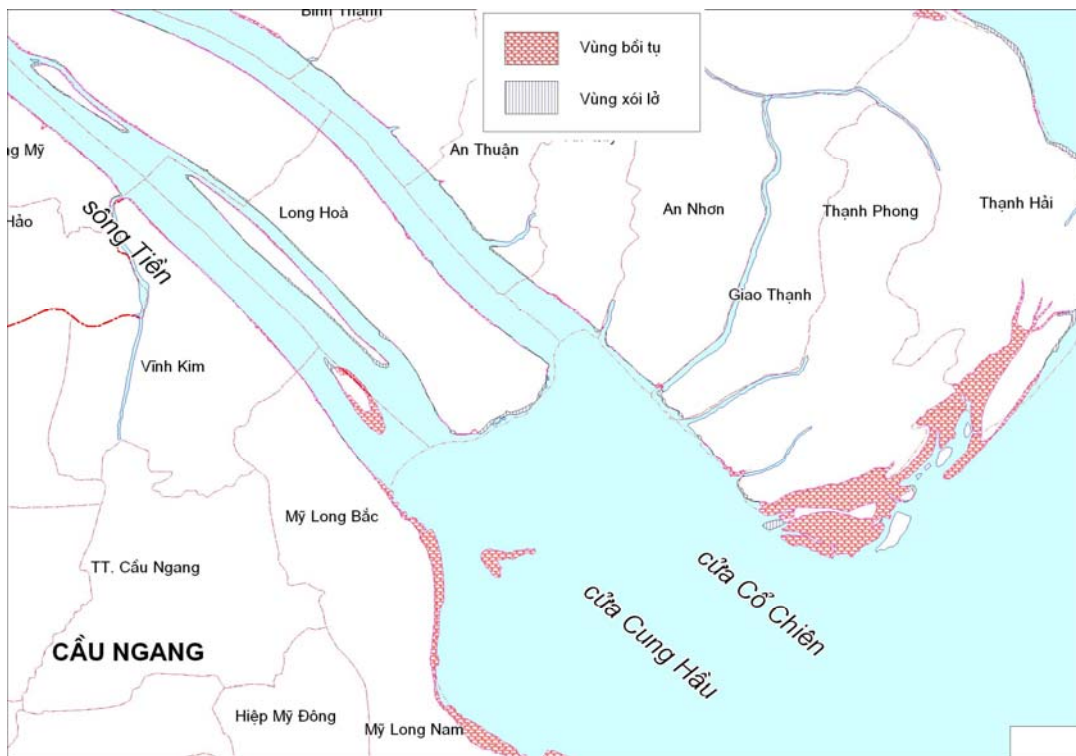 Vùng bồi tụ
Vùng xói lở
An Thuận
Long Hoà
An Nhơn
Thạnh Phong
Thạnh Hải
sông Tiền
Giao Thạnh
Vĩnh Kim
Mỹ Long Bắc
TT. Cầu Ngang
cửa Cổ Chiên
cửa Cung Hầu
CẦU NGANG
Hiệp Mỹ Đông
Mỹ Long Nam